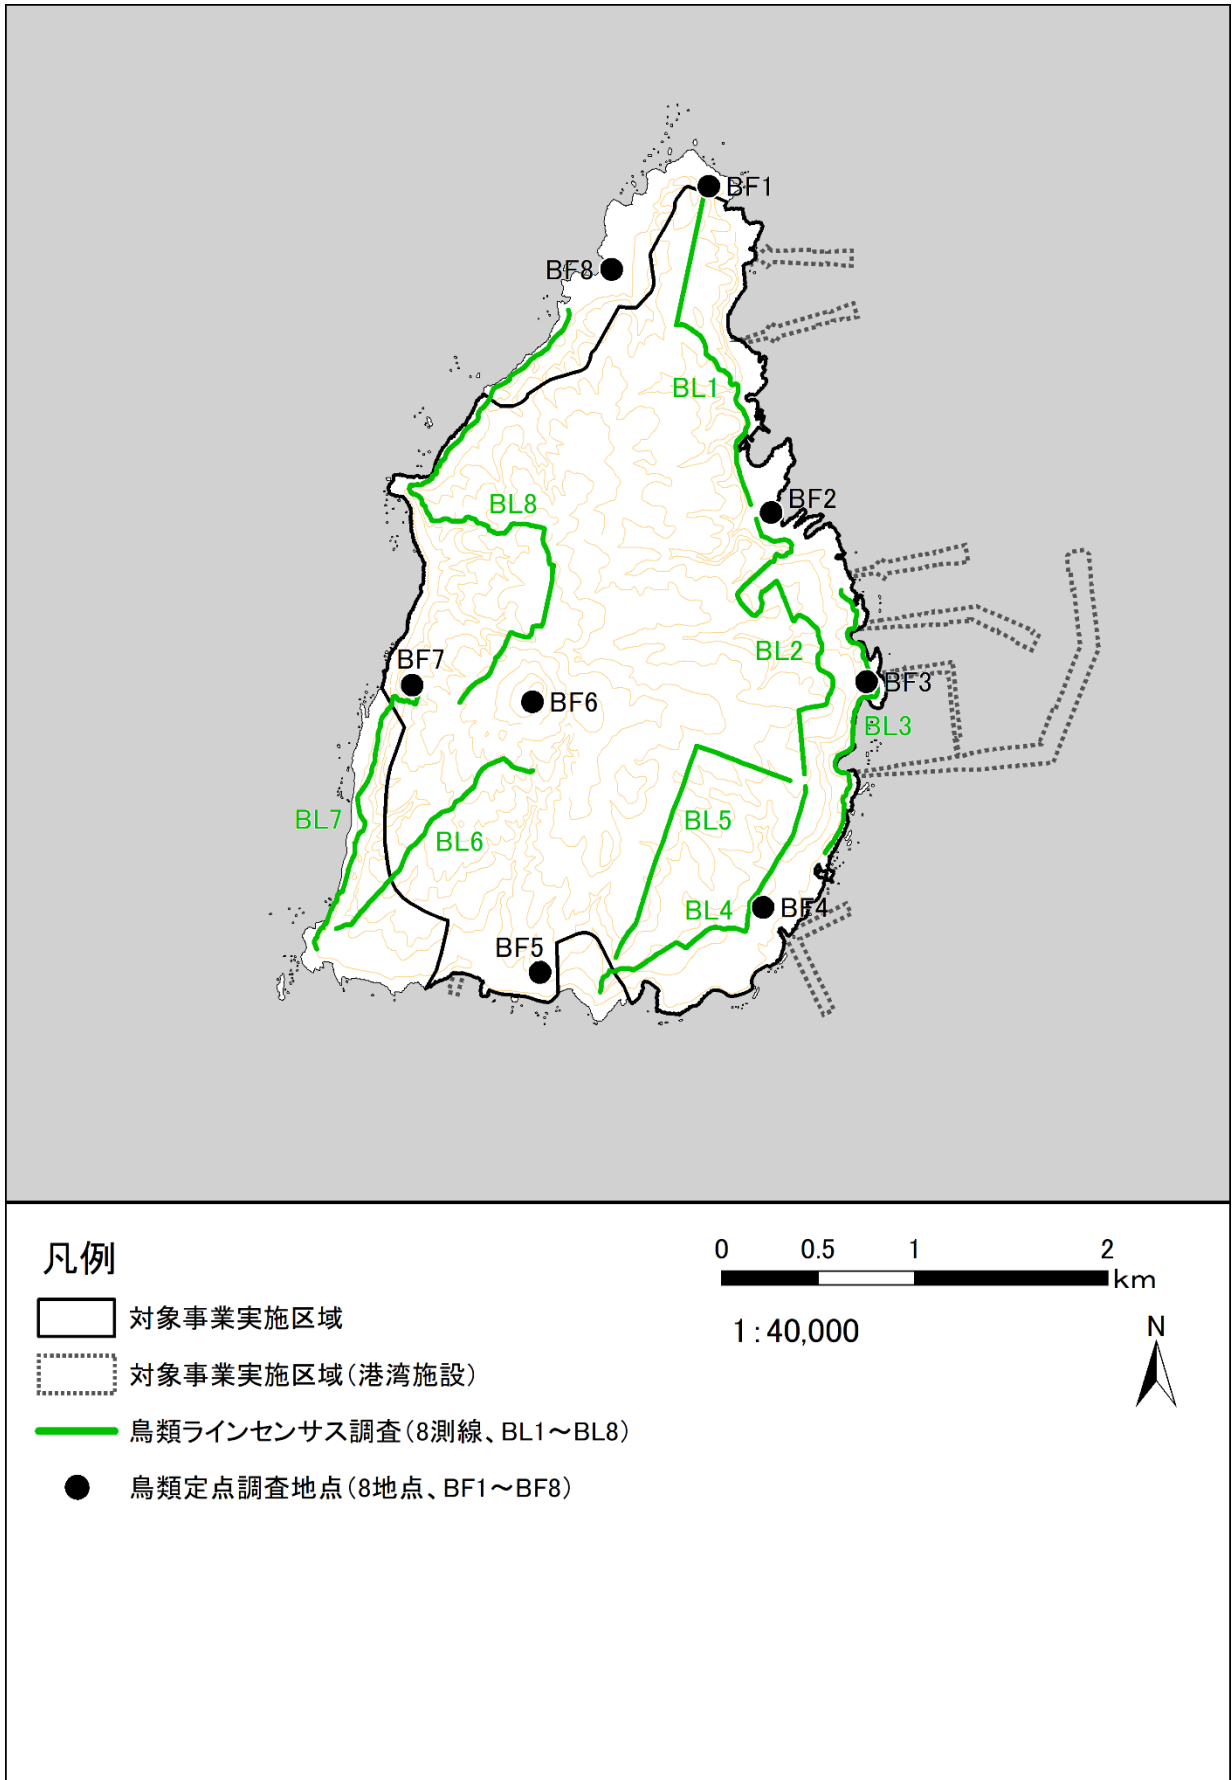 BF1
BF8
BL1
BL8
BF2
BL2
BF7
BF6
BF3
BL3
BL7
BL6
BL5
BL4
BF4
BF5
凡例
対象事業実施区域
対象事業実施区域(港湾施設)
鳥類ラインセンサス調査(8測線、BL1～BL8)
鳥類定点調査地点(8地点、BF1～BF8)
0 0.5 1 2
km
1:40,000
N